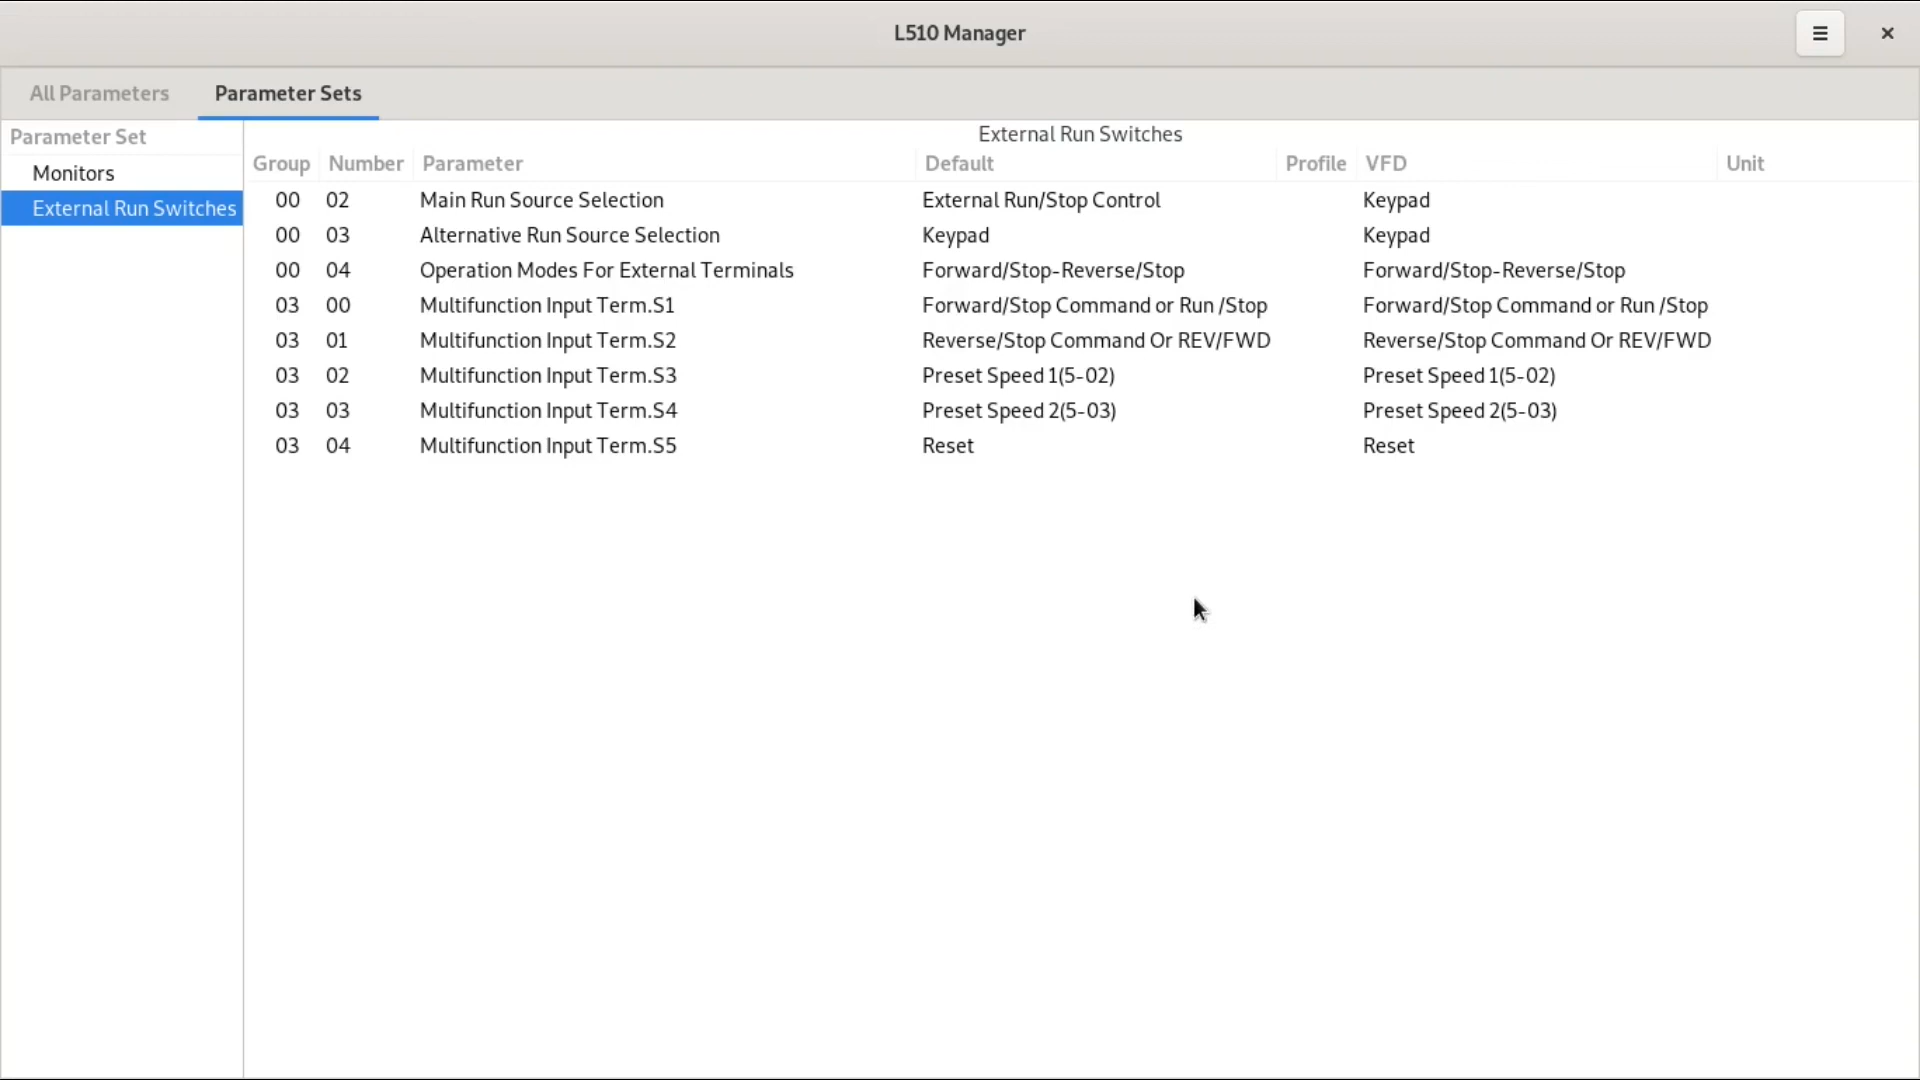 L510 Manager
All Parameters Parameter Sets
Parameter Set
Monitors
External Run Switches
External Run Switches
Group Number Parameter Default Profile VFD Unit
00 02 Main Run Source Selection External Run/Stop Control Keypad
00 03 Alternative Run Source Selection Keypad Keypad
00 04 Operation Modes For External Terminals Forward/Stop-Reverse/Stop Forward/Stop-Reverse/Stop
03 00 Multifunction Input Term.S1 Forward/Stop Command or Run /Stop Forward/Stop Command or Run /Stop
03 01 Multifunction Input Term.S2 Reverse/Stop Command Or REV/FWD Reverse/Stop Command Or REV/FWD
03 02 Multifunction Input Term.S3 Preset Speed 1(5-02) Preset Speed 1(5-02)
03 03 Multifunction Input Term.S4 Preset Speed 2(5-03) Preset Speed 2(5-03)
03 04 Multifunction Input Term.S5 Reset Reset